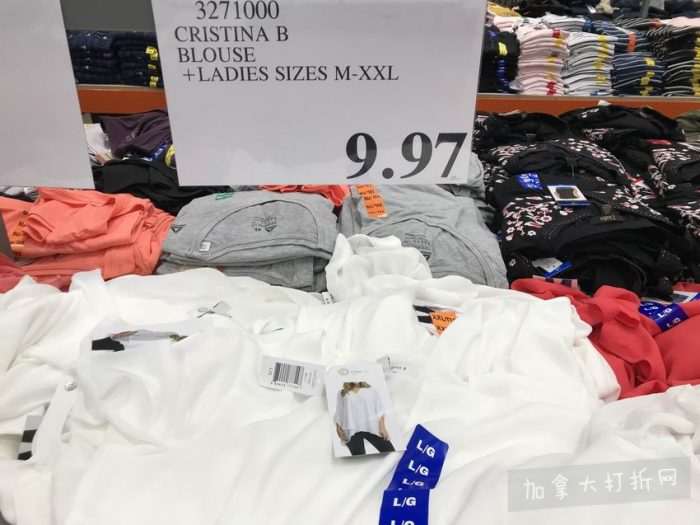 3271000
CRISTINA B
BLOUSE
+LADIES SIZES M-XXL
9.97
L/G
L/G
L/G
L/G
L/G
加拿大打折网